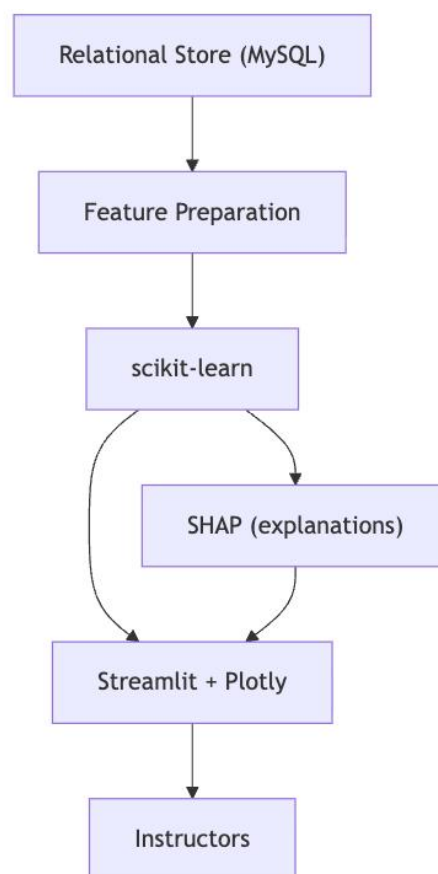 Relational Store (MySQL)
Feature Preparation
scikit-learn
SHAP (explanations)
Streamlit + Plotly
Instructors